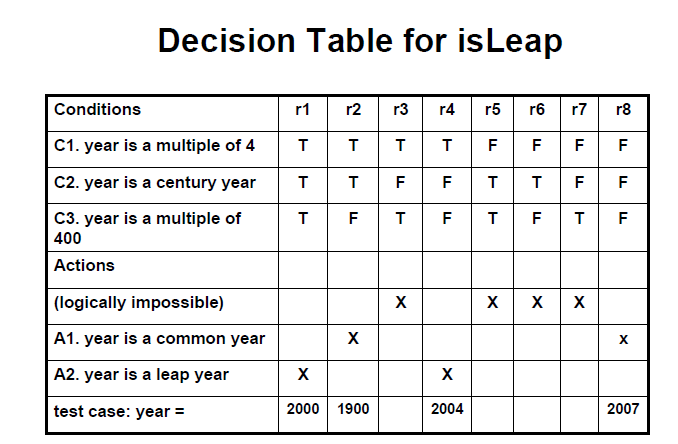 Decision Table for isLeap
Conditions r1 r2 r3 r4 r5 r6 r7 r8
C1. year is a multiple of 4 T T T T F F F F
C2. year is a century year T T F F T T F F
C3. year is a multiple of 400 T F T F T F T F
Actions
(logically impossible) X X X X
A1. year is a common year X x
A2. year is a leap year X X
test case: year = 2000 1900 2004 2007